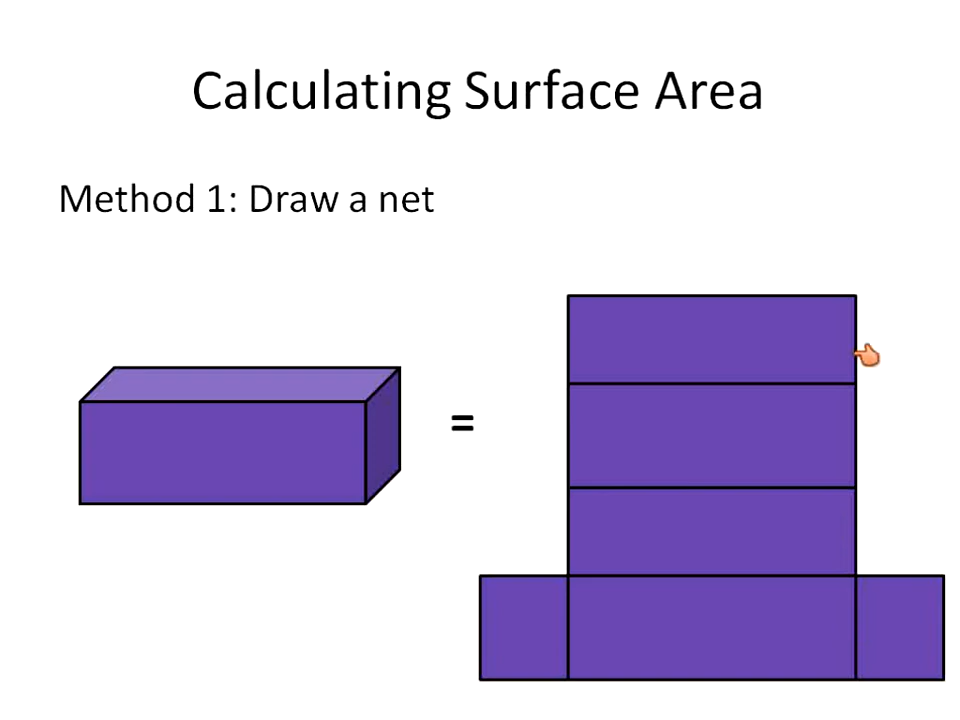 Calculating Surface Area
Method 1: Draw a net
=